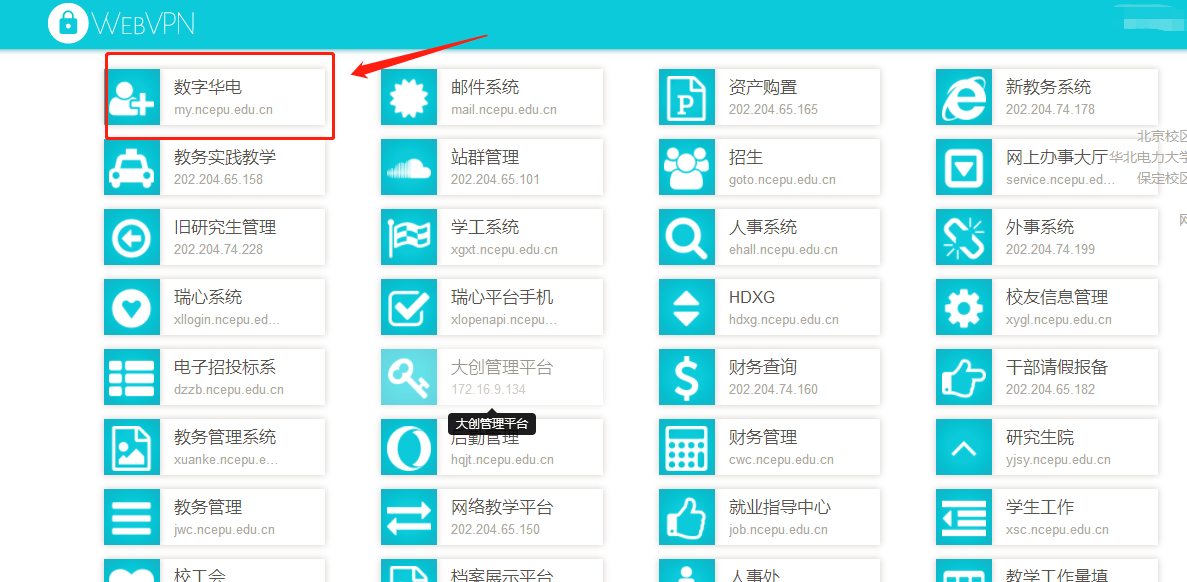 WEBVPN
数字华电
my.ncepu.edu.cn
邮件系统
mail.ncepu.edu.cn
资产购置
202.204.65.165
新教务系统
202.204.74.178
北京校区
教务实践教学
202.204.65.158
站群管理
202.204.65.101
招生
goto.ncepu.edu.cn
网上办事大厅
service.ncepu.ed...
华北电力大学
保定校区
旧研究生管理
202.204.74.228
学工系统
xgxt.ncepu.edu.cn
人事系统
ehall.ncepu.edu.cn
外事系统
202.204.74.199
网
瑞心系统
xllogin.ncepu.ed...
瑞心平台手机
xlopenapi.ncepu...
HDXG
hdxg.ncepu.edu.cn
校友信息管理
xygl.ncepu.edu.cn
电子招投标系
dzzb.ncepu.edu.cn
大创管理平台
172.16.9.134
财务查询
202.204.74.160
干部请假报备
202.204.65.182
大创管理平台
教务管理系统
xuanke.ncepu.e...
后勤管理
hqjt.ncepu.edu.cn
财务管理
cwc.ncepu.edu.cn
研究生院
yjsy.ncepu.edu.cn
教务管理
jwc.ncepu.edu.cn
网络教学平台
202.204.65.150
就业指导中心
job.ncepu.edu.cn
学生工作
xsc.ncepu.edu.cn
校工会
档案展示平台
人事处
教学工作量填